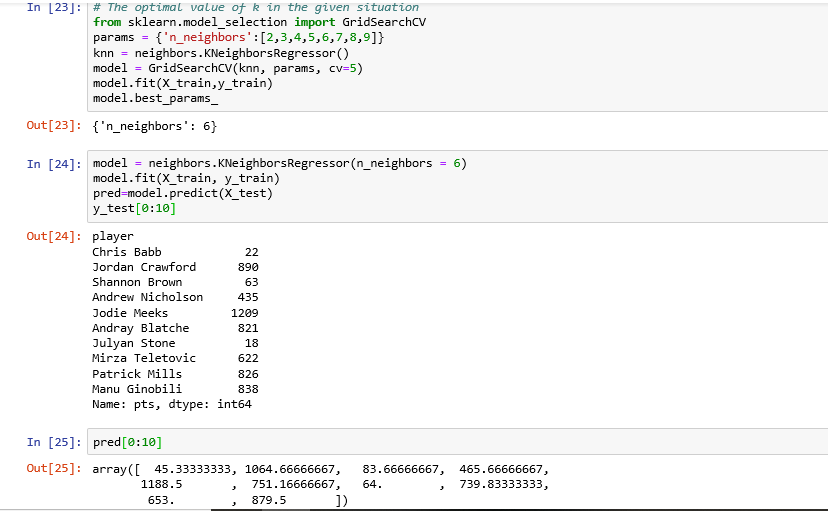 In [23]: # The optimal value of k in the given situation
from sklearn.model_selection import GridSearchCV
params = {'n_neighbors':[2,3,4,5,6,7,8,9]}
knn = neighbors.KNeighborsRegressor()
model = GridSearchCV(knn, params, cv=5)
model.fit(X_train,y_train)
model.best_params_
Out[23]: {'n_neighbors': 6}
In [24]: model = neighbors.KNeighborsRegressor(n_neighbors = 6)
model.fit(X_train, y_train)
pred=model.predict(X_test)
y_test[0:10]
Out[24]: player
Chris Babb 22
Jordan Crawford 890
Shannon Brown 63
Andrew Nicholson 435
Jodie Meeks 1209
Andray Blatche 821
Julyan Stone 18
Mirza Teletovic 622
Patrick Mills 826
Manu Ginobili 838
Name: pts, dtype: int64
In [25]: pred[0:10]
Out[25]: array([ 45.33333333, 1064.66666667, 83.66666667, 465.66666667,
1188.5 , 751.16666667, 64. , 739.83333333,
653. , 879.5 ])